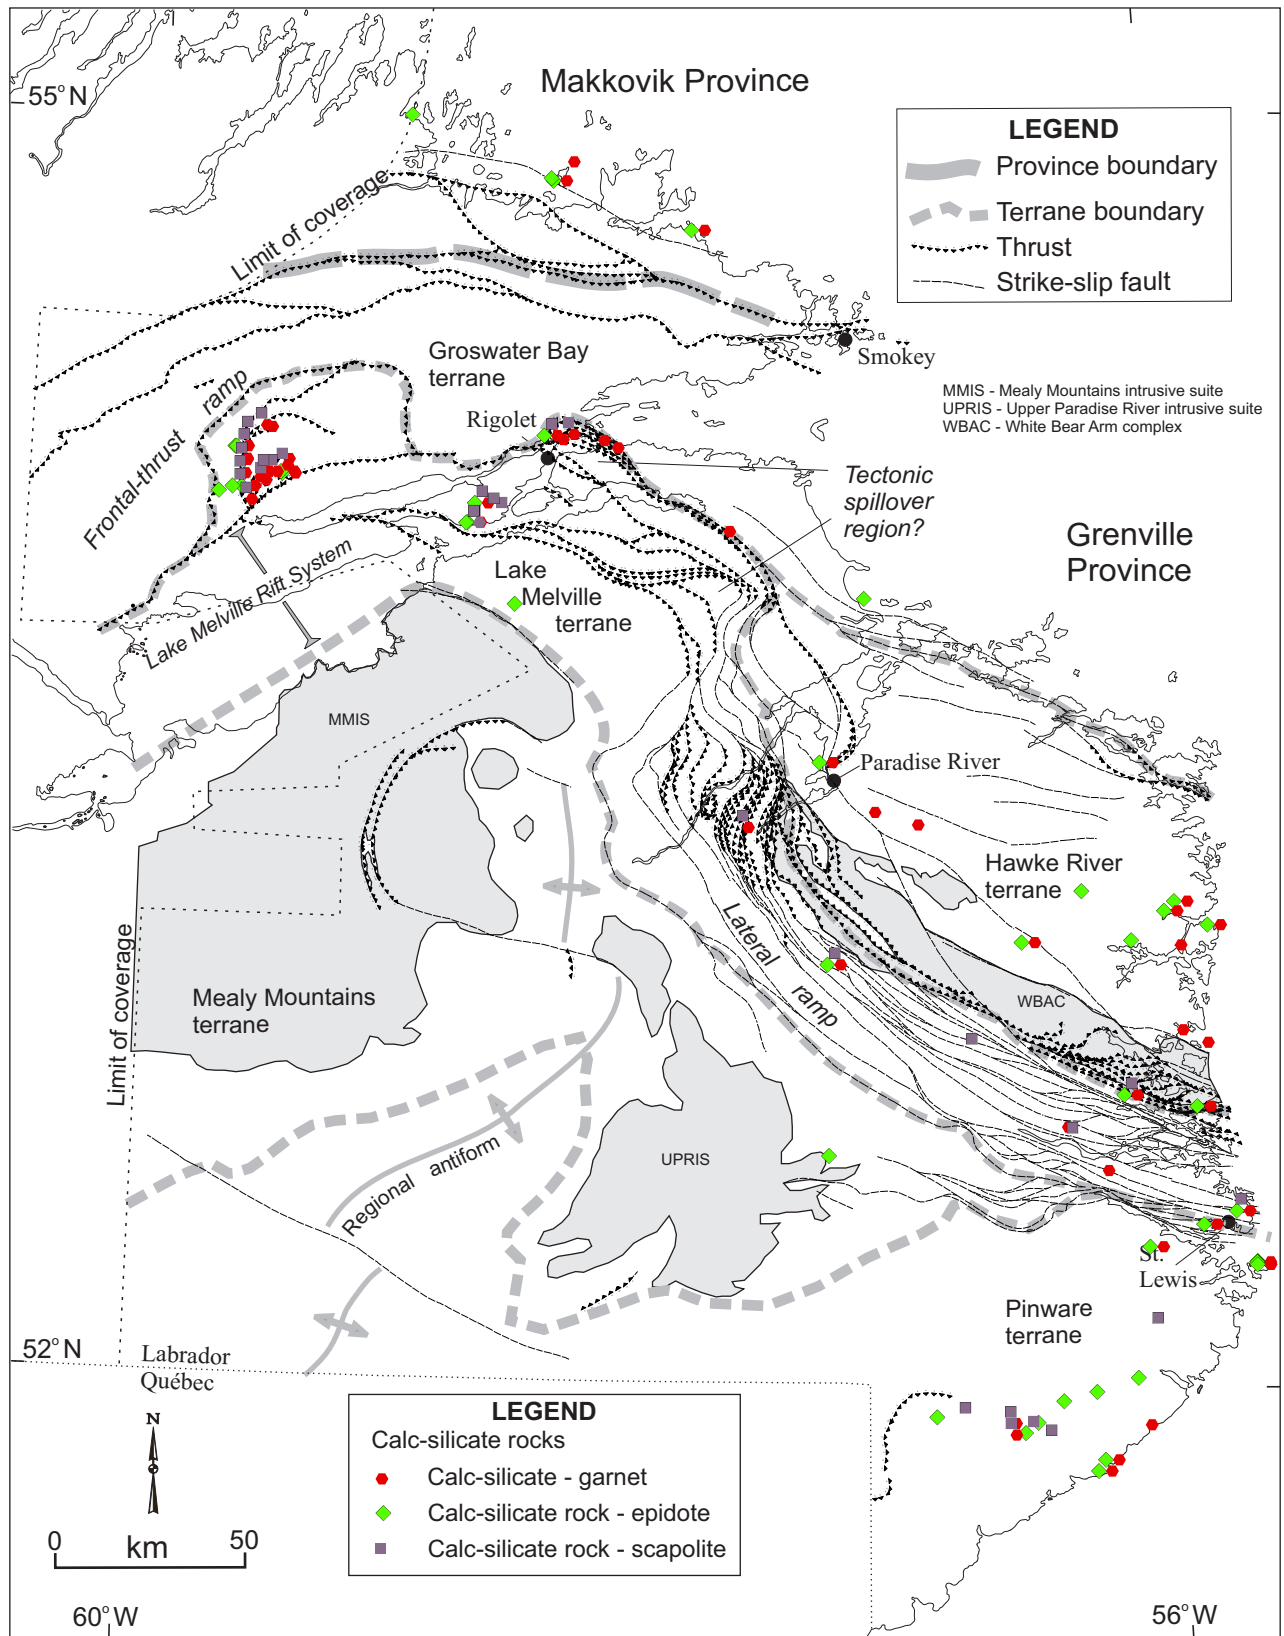 Makkovik Province
55° N
LEGEND
Province boundary
Terrane boundary
Thrust
Strike-slip fault
Limit of coverage
Smokey
Groswater Bay
terrane
MMIS - Mealy Mountains intrusive suite
UPRIS - Upper Paradise River intrusive suite
WBAC - White Bear Arm complex
ramp
Rigolet
Frontal-thrust
Tectonic
spillover
region?
Grenville
Province
Lake Melville Rift System
Lake
Melville
terrane
MMIS
Paradise River
Hawke River
terrane
Lateral
ramp
Limit of coverage
Mealy Mountains
terrane
WBAC
Regional antiform
UPRIS
St.
Lewis
Pinware
terrane
52° N
Labrador
Québec
N
LEGEND
Calc-silicate rocks
Calc-silicate - garnet
Calc-silicate rock - epidote
Calc-silicate rock - scapolite
0 km 50
60° W
56° W